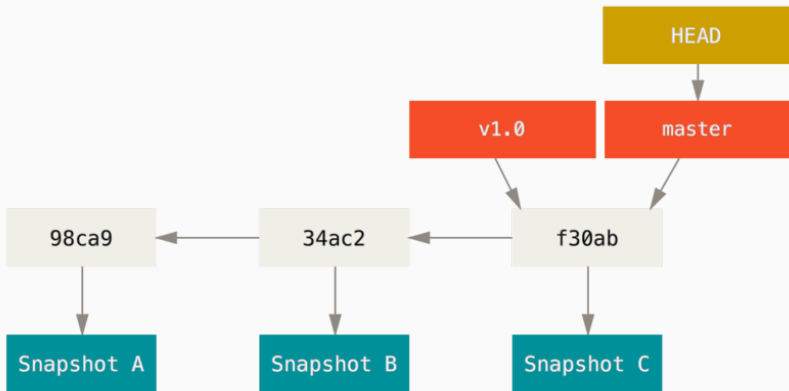 HEAD
v1.0
master
98ca9
34ac2
f30ab
Snapshot A
Snapshot B
Snapshot C